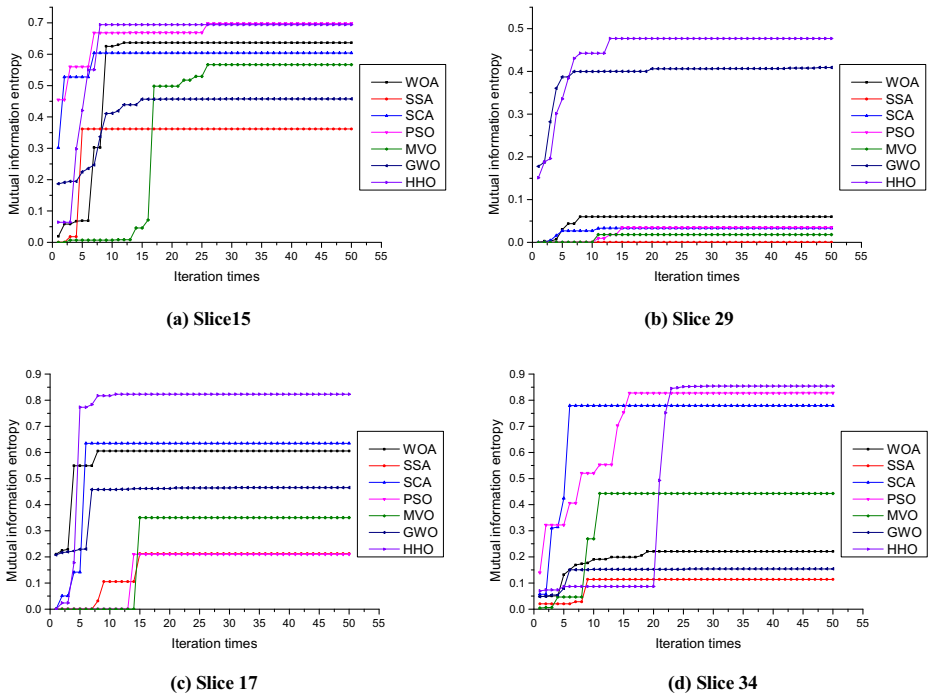 0.7
0.6
0.5
0.4
0.3
0.2
0.1
0.0
Mutual information entropy
0 5 10 15 20 25 30 35 40 45 50 55
Iteration times
WOA
SSA
SCA
PSO
MVO
GWO
HHO
(a) Slice15
0.5
0.4
0.3
0.2
0.1
0.0
Mutual information entropy
0 5 10 15 20 25 30 35 40 45 50 55
Iteration times
WOA
SSA
SCA
PSO
MVO
GWO
HHO
(b) Slice 29
0.9
0.8
0.7
0.6
0.5
0.4
0.3
0.2
0.1
0.0
Mutual information entropy
0 5 10 15 20 25 30 35 40 45 50 55
Iteration times
WOA
SSA
SCA
PSO
MVO
GWO
HHO
(c) Slice 17
0.9
0.8
0.7
0.6
0.5
0.4
0.3
0.2
0.1
0.0
Mutual information entropy
0 5 10 15 20 25 30 35 40 45 50 55
Iteration times
WOA
SSA
SCA
PSO
MVO
GWO
HHO
(d) Slice 34